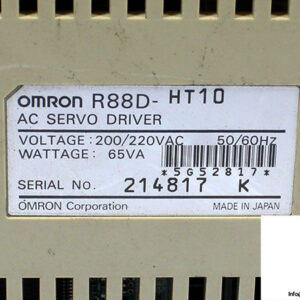 OMRON R88D- HT10
AC SERVO DRIVER
VOLTAGE: 200/220VAC 50/60Hz
WATTAGE: 65VA
*5G52817*
SERIAL No. 214817 K
OMRON Corporation MADE IN JAPAN